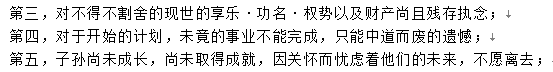 第三，对不得不割舍的现世的享乐·功名·权势以及财产尚且残存执念；
第四，对于开始的计划，未竟的事业不能完成，只能中道而废的遗憾；
第五，子孙尚未成长，尚未取得成就，因关怀而忧虑着他们的未来，不愿离去；